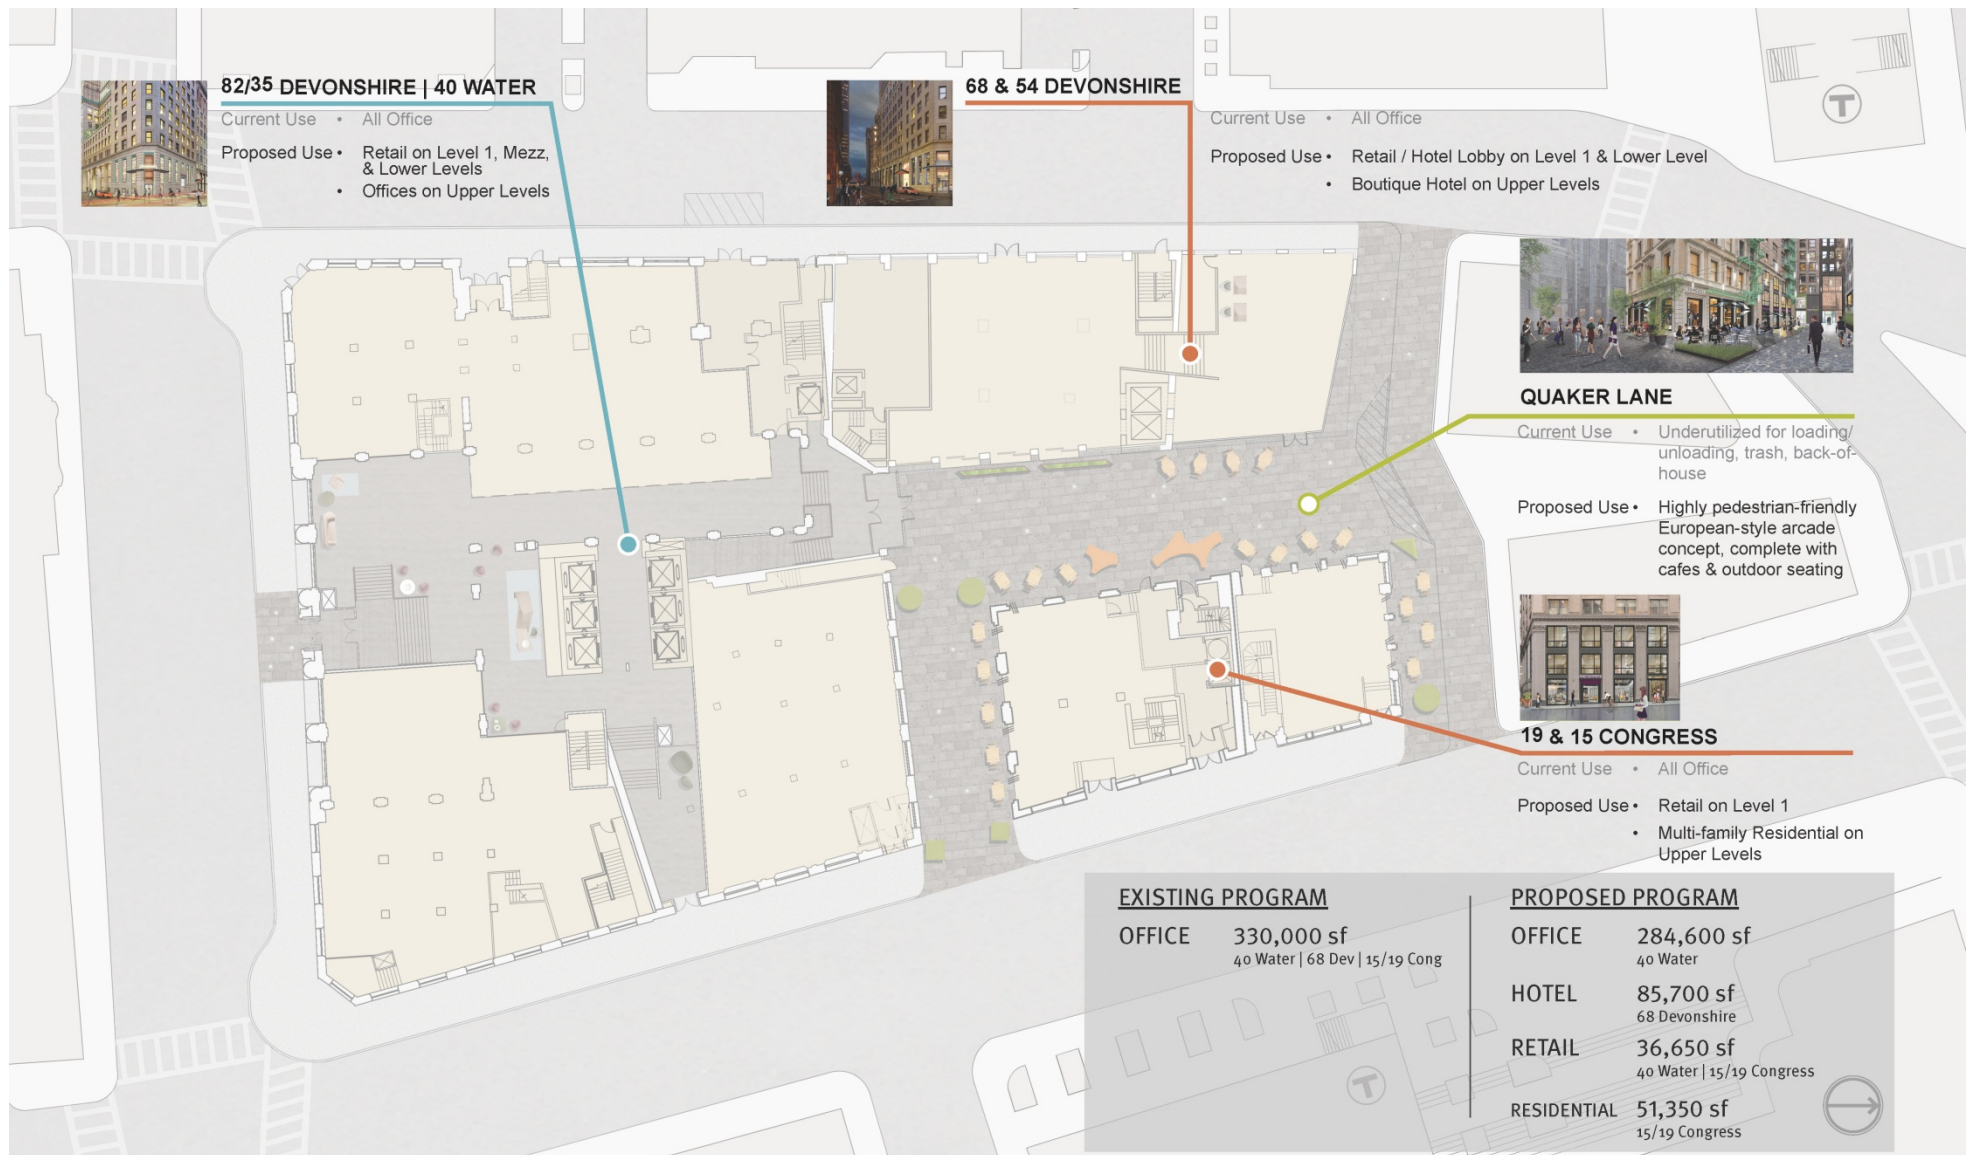 82/35 DEVONSHIRE | 40 WATER
Current Use • All Office
Proposed Use • Retail on Level 1, Mezz,
& Lower Levels
• Offices on Upper Levels
68 & 54 DEVONSHIRE
Current Use • All Office
Proposed Use • Retail / Hotel Lobby on Level 1 & Lower Level
• Boutique Hotel on Upper Levels
T
QUAKER LANE
Current Use • Underutilized for loading/
unloading, trash, back-of-
house
Proposed Use • Highly pedestrian-friendly
European-style arcade
concept, complete with
cafes & outdoor seating
19 & 15 CONGRESS
Current Use • All Office
Proposed Use • Retail on Level 1
• Multi-family Residential on
Upper Levels
EXISTING PROGRAM
OFFICE 330,000 sf
40 Water | 68 Dev | 15/19 Cong
PROPOSED PROGRAM
OFFICE 284,600 sf
40 Water
HOTEL 85,700 sf
68 Devonshire
RETAIL 36,650 sf
40 Water | 15/19 Congress
RESIDENTIAL 51,350 sf
15/19 Congress
T